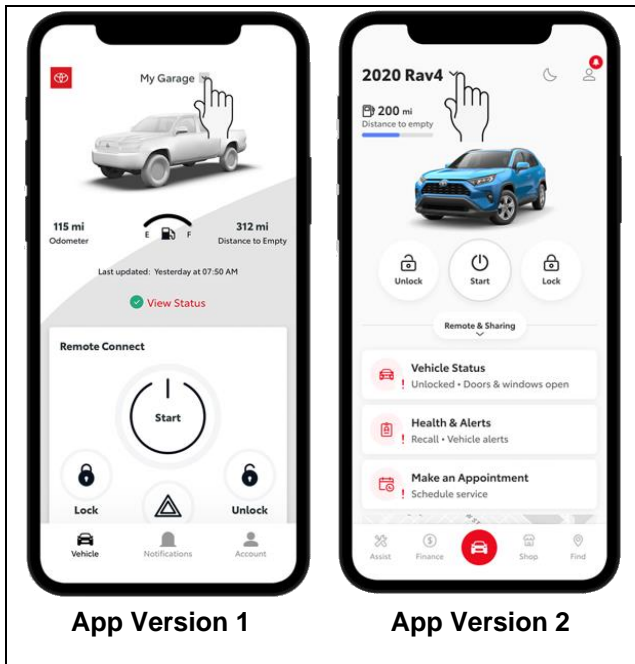 My Garage
115 mi
Odometer
E F
312 mi
Distance to Empty
Last updated: Yesterday at 07:50 AM
View Status
Remote Connect
Start
Lock
Unlock
Vehicle
Notifications
Account
App Version 1
2020 Rav4
200 mi
Distance to empty
Unlock
Start
Lock
Remote & Sharing
Vehicle Status
! Unlocked • Doors & windows open
Health & Alerts
! Recall • Vehicle alerts
Make an Appointment
! Schedule service
Assist
Finance
Shop
Find
App Version 2